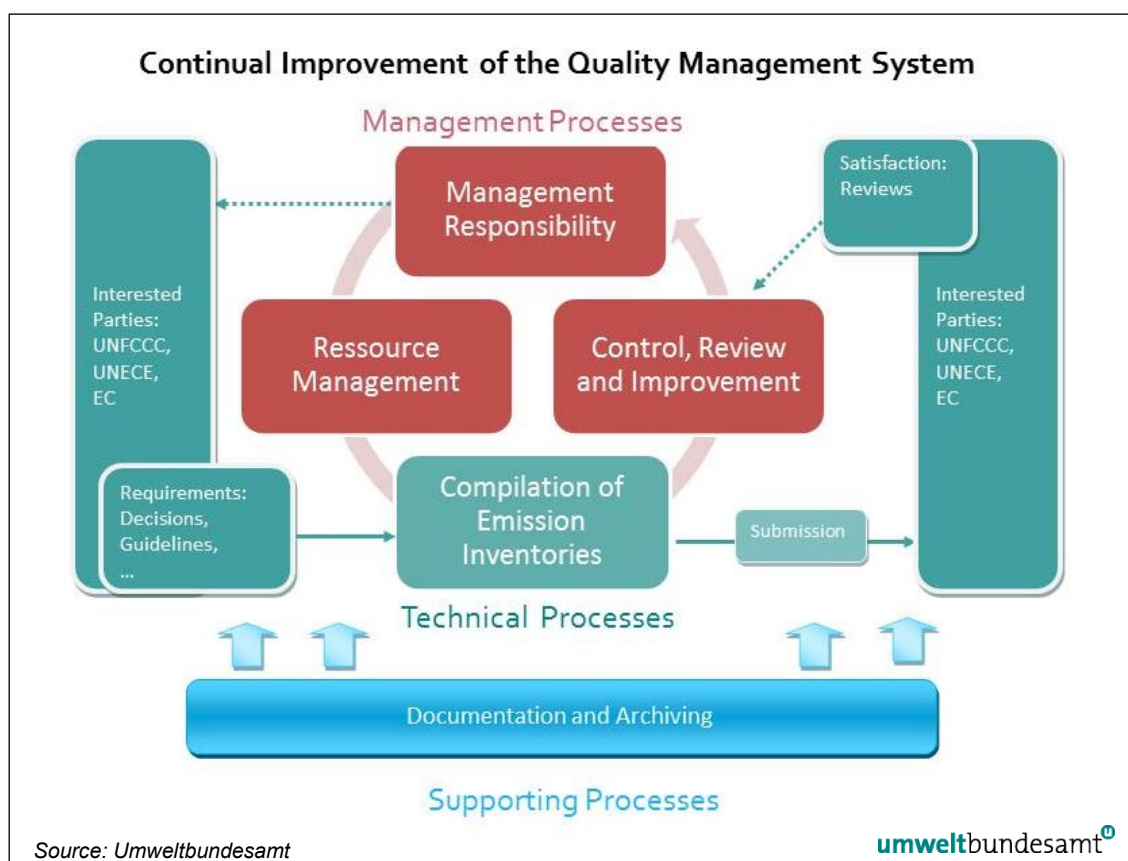 Continual Improvement of the Quality Management System
Management Processes
Management
Responsibility
Satisfaction:
Reviews
Interested
Parties:
UNFCCC,
UNECE,
EC
Ressource
Management
Control, Review
and Improvement
Interested
Parties:
UNFCCC,
UNECE,
EC
Requirements:
Decisions,
Guidelines,
...
Compilation of
Emission
Inventories
Submission
Technical Processes
Documentation and Archiving
Supporting Processes
Source: Umweltbundesamt
umweltbundesamt
u